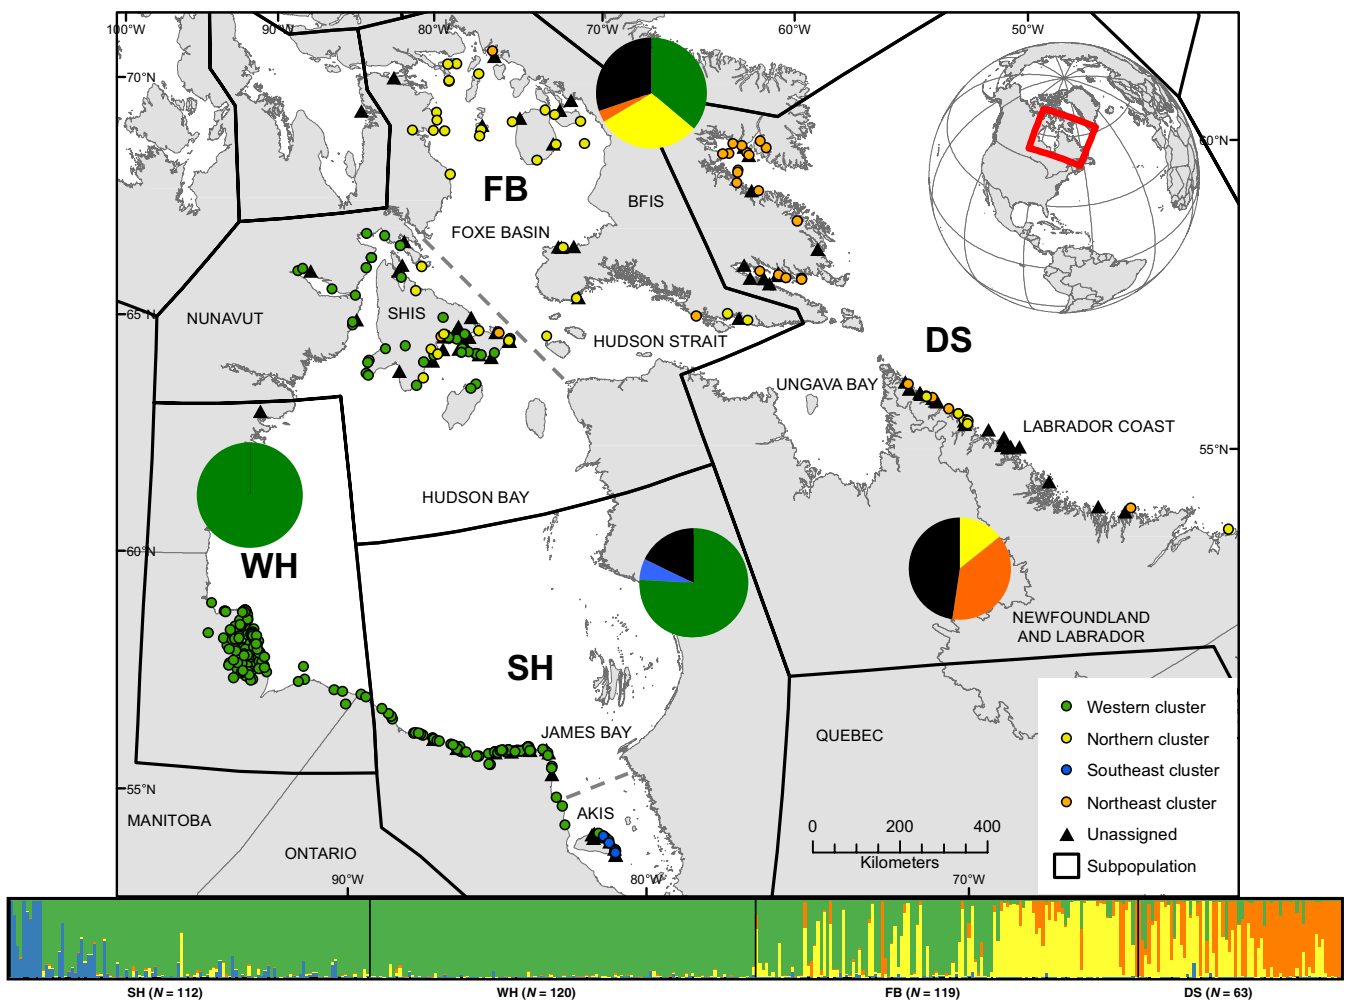 100°W 90°W 80°W 70°W 60°W 50°W
70°N
60°N
FB
BFIS
FOXE BASIN
NUNAVUT
SHIS
65°N
HUDSON STRAIT
DS
UNGAVA BAY
LABRADOR COAST
55°N
HUDSON BAY
60°N
WH
NEWFOUNDLAND
AND LABRADOR
SH
JAMES BAY
QUEBEC
55°N
MANITOBA
AKIS
ONTARIO
0 200 400
Kilometers
Western cluster
Northern cluster
Southeast cluster
Northeast cluster
Unassigned
Subpopulation
90°W 80°W 70°W
SH (N = 112) WH (N = 120) FB (N = 119) DS (N = 63)